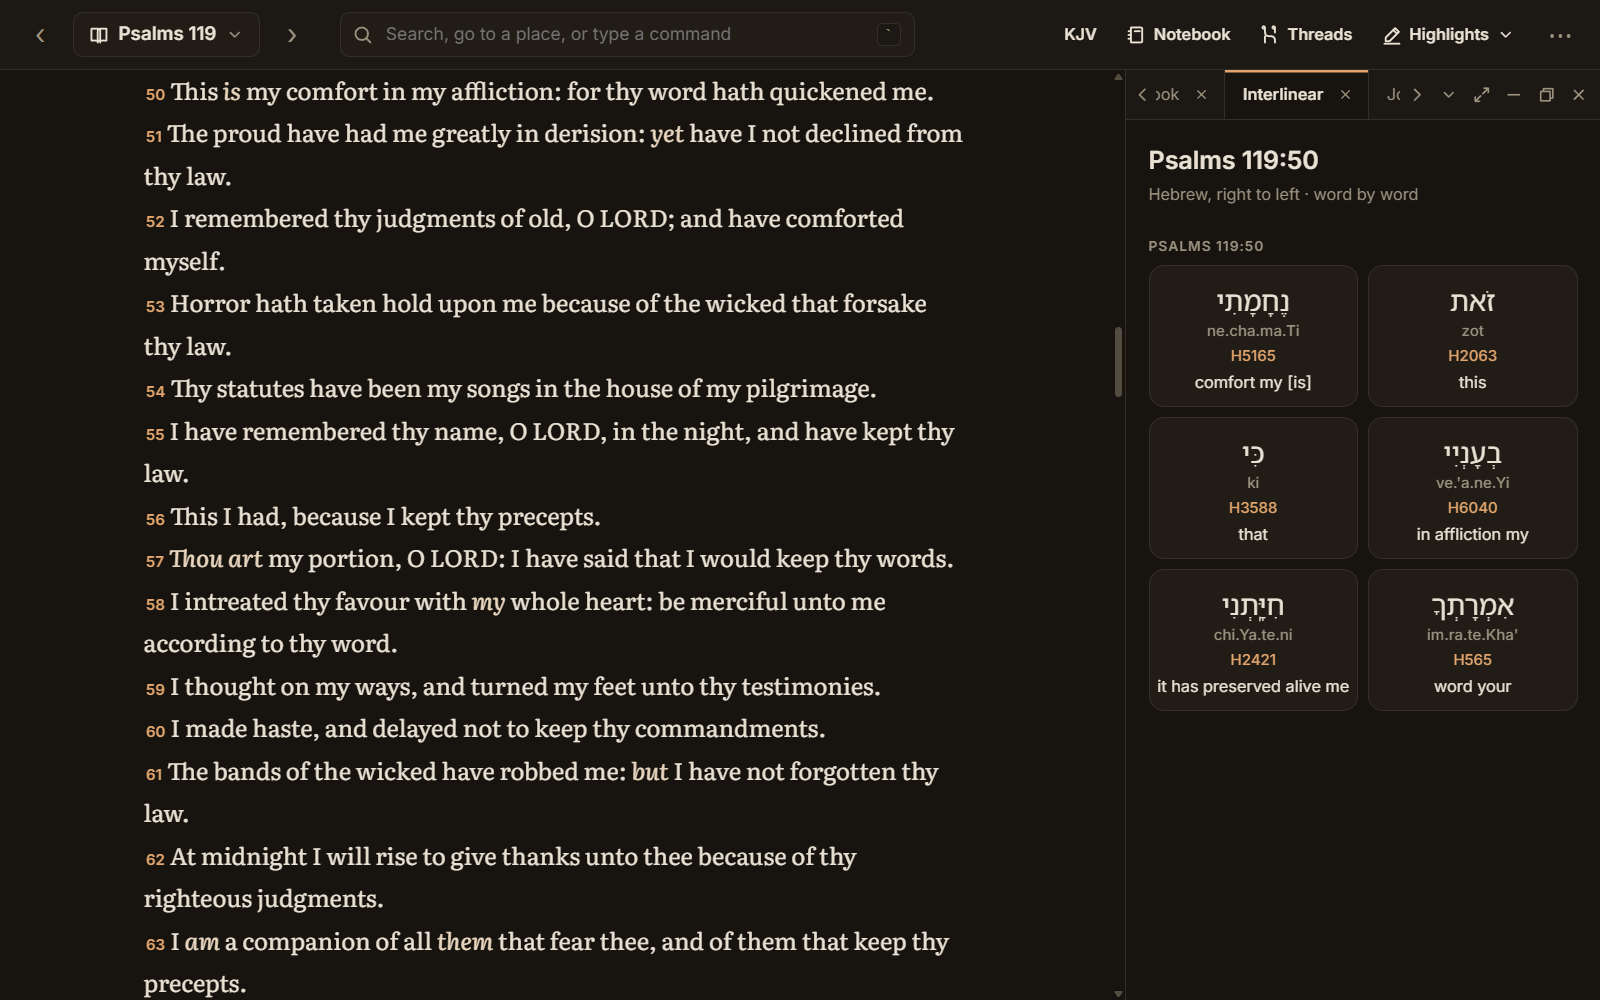 Psalms 119
Search, go to a place, or type a command
`
KJV
Notebook
Threads
Highlights
50 This is my comfort in my affliction: for thy word hath quickened me.
51 The proud have had me greatly in derision: yet have I not declined from
thy law.
52 I remembered thy judgments of old, O LORD; and have comforted
myself.
53 Horror hath taken hold upon me because of the wicked that forsake
thy law.
54 Thy statutes have been my songs in the house of my pilgrimage.
55 I have remembered thy name, O LORD, in the night, and have kept thy
law.
56 This I had, because I kept thy precepts.
57 Thou art my portion, O LORD: I have said that I would keep thy words.
58 I intreated thy favour with my whole heart: be merciful unto me
according to thy word.
59 I thought on my ways, and turned my feet unto thy testimonies.
60 I made haste, and delayed not to keep thy commandments.
61 The bands of the wicked have robbed me: but I have not forgotten thy
law.
62 At midnight I will rise to give thanks unto thee because of thy
righteous judgments.
63 I am a companion of all them that fear thee, and of them that keep thy
precepts.
ook
Interlinear
Jo
Psalms 119:50
Hebrew, right to left · word by word
PSALMS 119:50
זֹאת
zot
H2063
this
נֶחָמָתִי
ne.cha.ma.Ti
H5165
comfort my [is]
בְעָנְיִי
ve.'a.ne.Yi
H6040
in affliction my
כִּי
ki
H3588
that
אִמְרָתְךָ
im.ra.te.Kha'
H565
word your
חִיָּתְנִי
chi.Ya.te.ni
H2421
it has preserved alive me